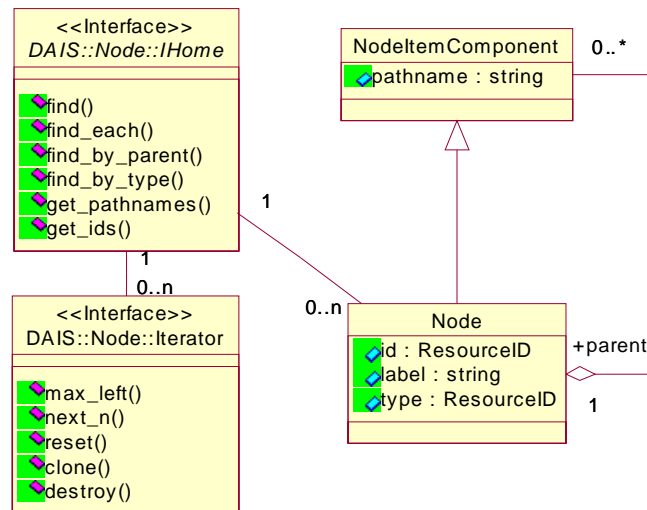 <<Interface>>
DAIS::Node::IHome
find()
find_each()
find_by_parent()
find_by_type()
get_pathnames()
get_ids()
1
0..n
<<Interface>>
DAIS::Node::Iterator
max_left()
next_n()
reset()
clone()
destroy()
1
0..n
NodeItemComponent
pathname : string
0..*
Node
id : ResourceID
label : string
type : ResourceID
+parent
1